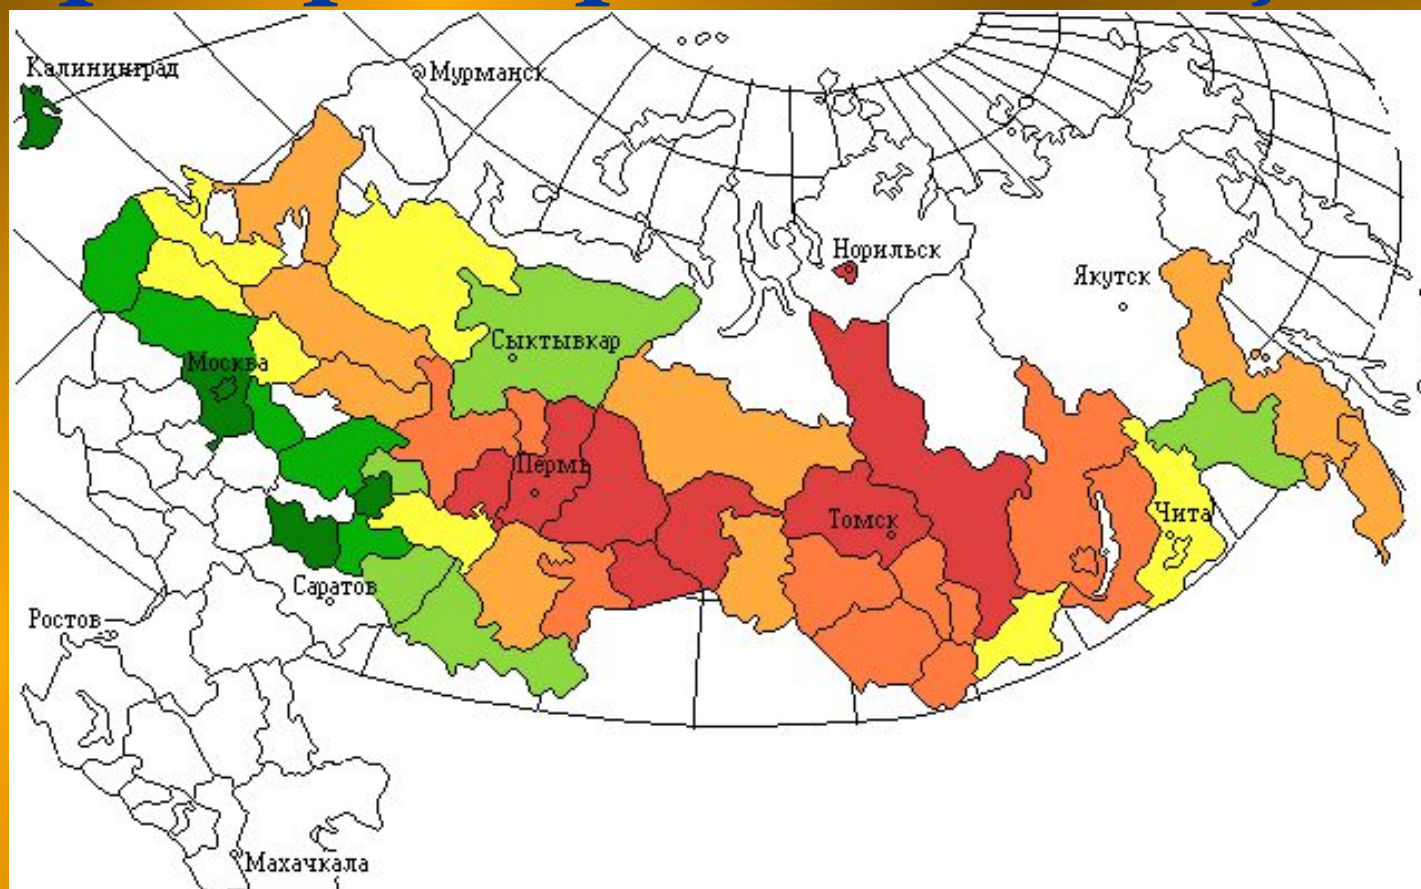 Калининград
Мурманск
Норильск
Якутск
Сыктывкар
Москва
Пермь
Томск
Чита
Саратов
Ростов
Махачкала